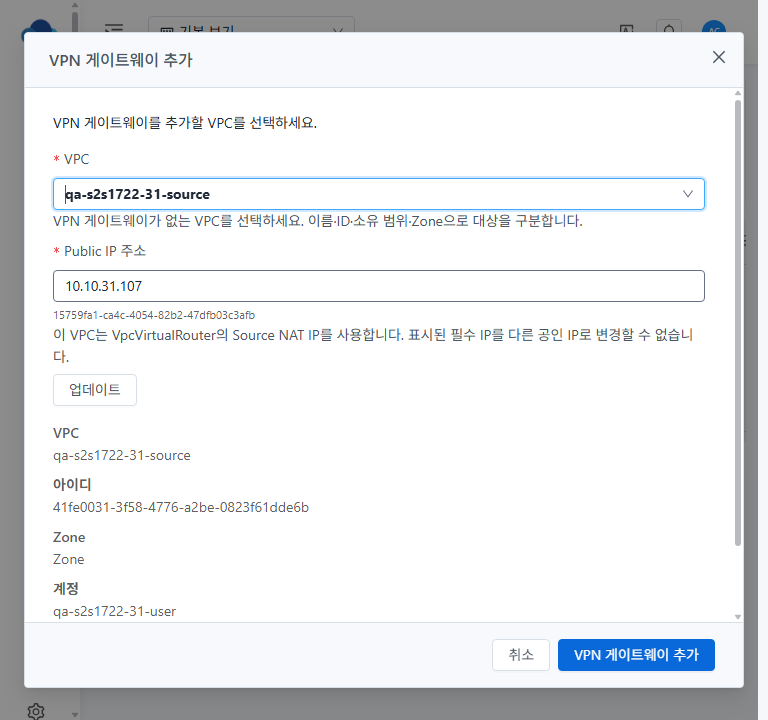 기본 보기
VPN 게이트웨이 추가
VPN 게이트웨이를 추가할 VPC를 선택하세요.
* VPC
qa-s2s1722-31-source
VPN 게이트웨이가 없는 VPC를 선택하세요. 이름·ID·소유 범위·Zone으로 대상을 구분합니다.
* Public IP 주소
10.10.31.107
15759fa1-ca4c-4054-82b2-47dfb03c3afb
이 VPC는 VpcVirtualRouter의 Source NAT IP를 사용합니다. 표시된 필수 IP를 다른 공인 IP로 변경할 수 없습니
다.
업데이트
VPC
qa-s2s1722-31-source
아이디
41fe0031-3f58-4776-a2be-0823f61dde6b
Zone
Zone
계정
qa-s2s1722-31-user
취소
VPN 게이트웨이 추가